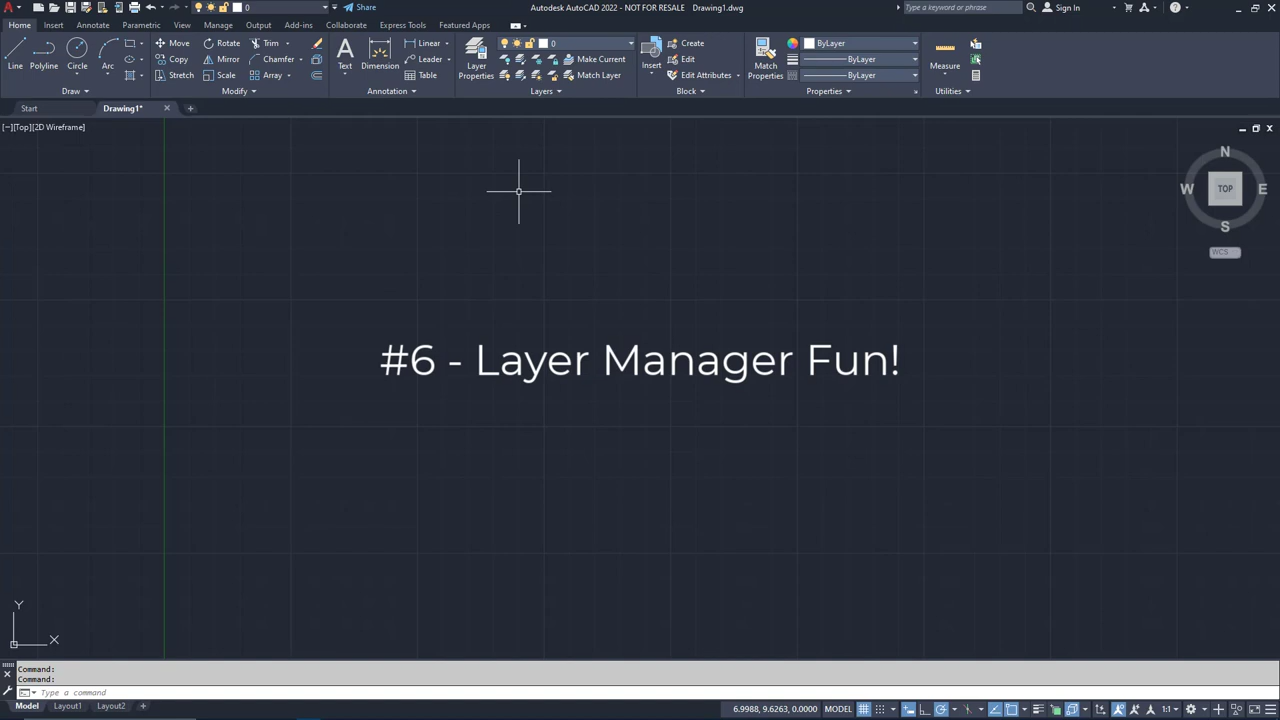 0
Share
Autodesk AutoCAD 2022 - NOT FOR RESALE Drawing1.dwg
Type a keyword or phrase
Sign In
Home
Insert
Annotate
Parametric
View
Manage
Output
Add-ins
Collaborate
Express Tools
Featured Apps
Line
Polyline
Circle
Arc
Draw
Move
Rotate
Trim
Copy
Mirror
Chamfer
Stretch
Scale
Array
Modify
Text
Dimension
Linear
Leader
Table
Annotation
Layer
Properties
0
Make Current
Match Layer
Layers
Insert
Create
Edit
Edit Attributes
Block
Match
Properties
ByLayer
ByLayer
ByLayer
Properties
Measure
Utilities
Start
Drawing1*
[−][Top][2D Wireframe]
N
W
TOP
E
S
WCS
#6 - Layer Manager Fun!
Y
X
Command:
Command:
Type a command
Model
Layout1
Layout2
6.9988, 9.6263, 0.0000
MODEL
1:1